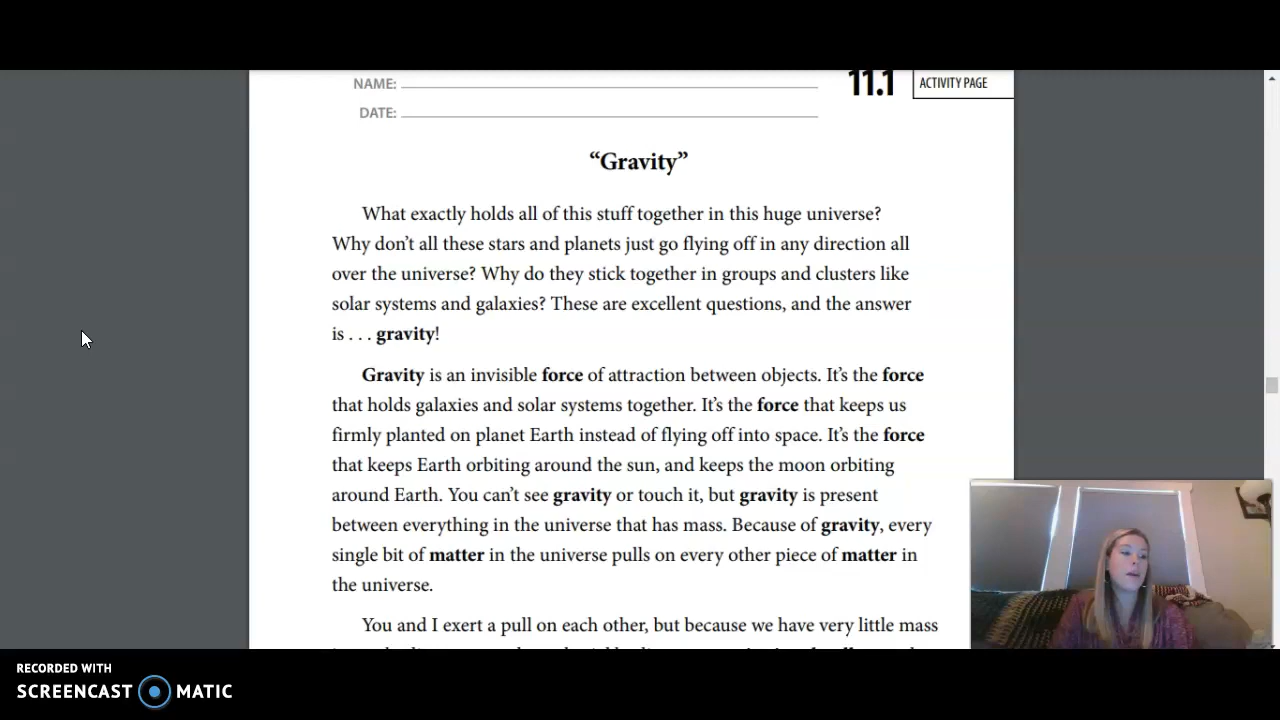 NAME:
11.1
ACTIVITY PAGE
DATE:
“Gravity”
What exactly holds all of this stuff together in this huge universe?
Why don’t all these stars and planets just go flying off in any direction all
over the universe? Why do they stick together in groups and clusters like
solar systems and galaxies? These are excellent questions, and the answer
is . . . gravity!
Gravity is an invisible force of attraction between objects. It’s the force
that holds galaxies and solar systems together. It’s the force that keeps us
firmly planted on planet Earth instead of flying off into space. It’s the force
that keeps Earth orbiting around the sun, and keeps the moon orbiting
around Earth. You can’t see gravity or touch it, but gravity is present
between everything in the universe that has mass. Because of gravity, every
single bit of matter in the universe pulls on every other piece of matter in
the universe.
You and I exert a pull on each other, but because we have very little mass
RECORDED WITH
SCREENCAST MATIC